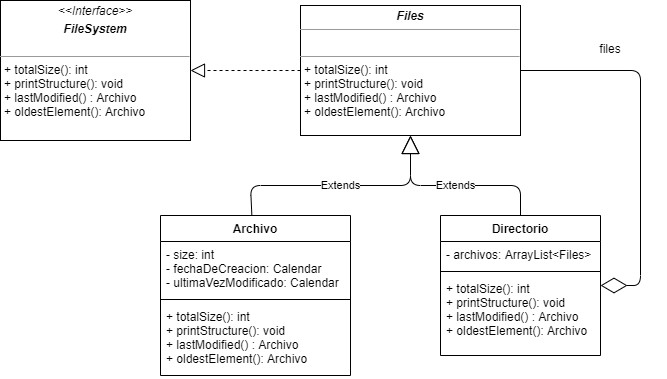 <<Interface>>
FileSystem
+ totalSize(): int
+ printStructure(): void
+ lastModified() : Archivo
+ oldestElement(): Archivo
Files
+ totalSize(): int
+ printStructure(): void
+ lastModified() : Archivo
+ oldestElement(): Archivo
files
Extends
Extends
Archivo
- size: int
- fechaDeCreacion: Calendar
- ultimaVezModificado: Calendar
+ totalSize(): int
+ printStructure(): void
+ lastModified() : Archivo
+ oldestElement(): Archivo
Directorio
- archivos: ArrayList<Files>
+ totalSize(): int
+ printStructure(): void
+ lastModified() : Archivo
+ oldestElement(): Archivo